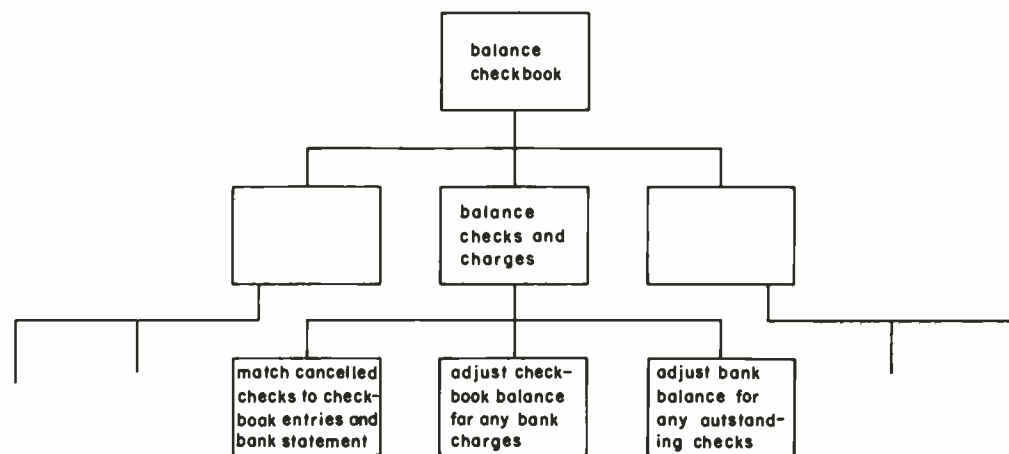 balance
checkbook
balance
checks and
charges
match cancelled
checks to check-
book entries and
bank statement
adjust check-
book balance
for any bank
charges
adjust bank
balance for
any autstand-
ing checks